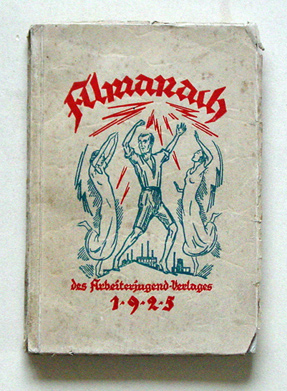 Almanach
des Arbeiterjugend-Verlages
1·9·2·5